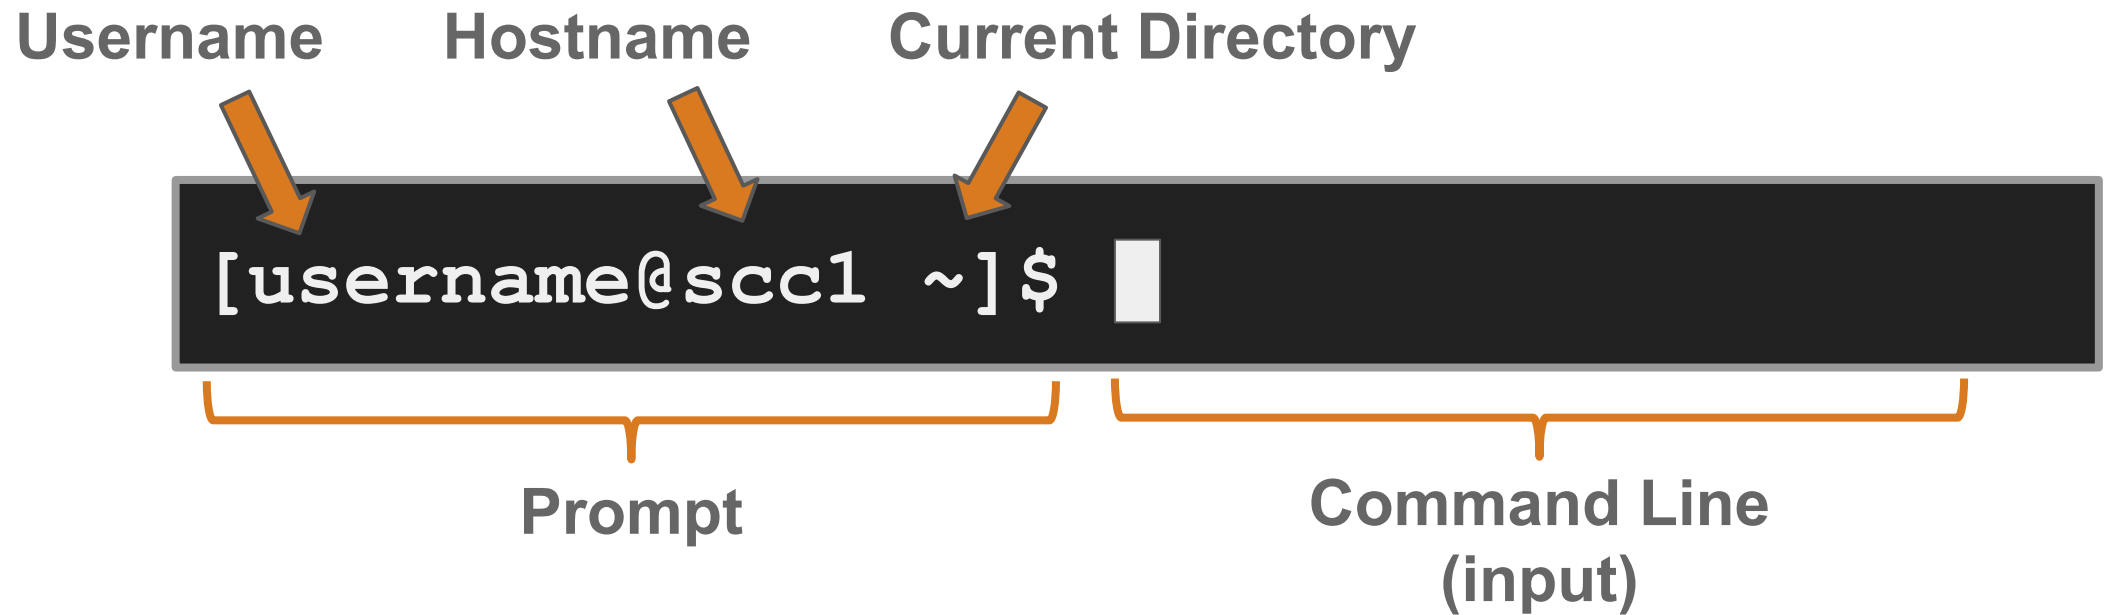 Username Hostname Current Directory
[username@scc1 ~]$
Prompt
Command Line
(input)